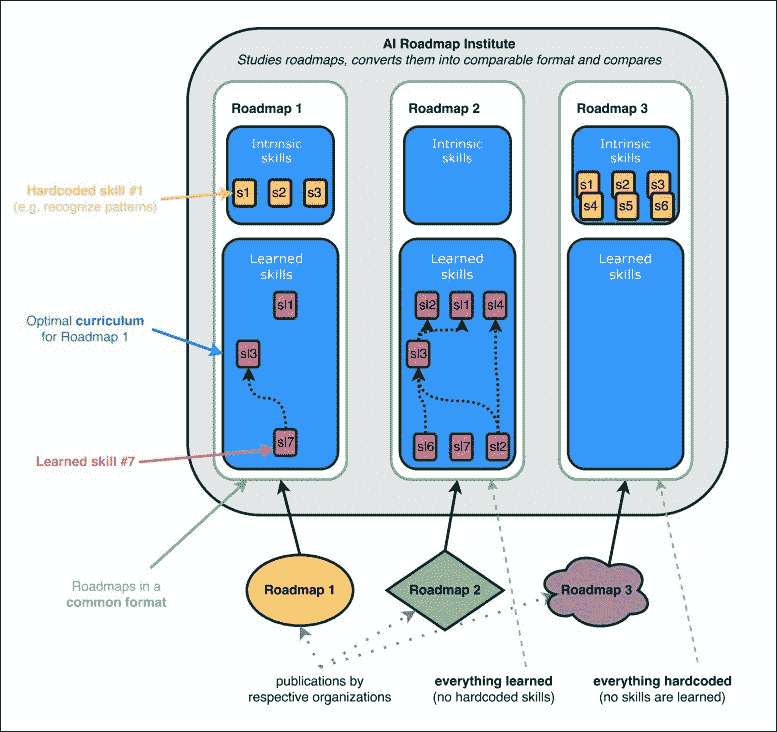 AI Roadmap Institute
Studies roadmaps, converts them into comparable format and compares
Roadmap 1
Roadmap 2
Roadmap 3
Intrinsic
skills
s1
s2
s3
Intrinsic
skills
Intrinsic
skills
s1
s2
s3
s4
s5
s6
Hardcoded skill #1
(e.g. recognize patterns)
Learned
skills
sl1
sl3
sl7
Learned
skills
sl2
sl1
sl4
sl3
sl6
sl7
sl2
Learned
skills
Optimal curriculum
for Roadmap 1
Learned skill #7
Roadmaps in a
common format
Roadmap 1
Roadmap 2
Roadmap 3
publications by
respective organizations
everything learned
(no hardcoded skills)
everything hardcoded
(no skills are learned)